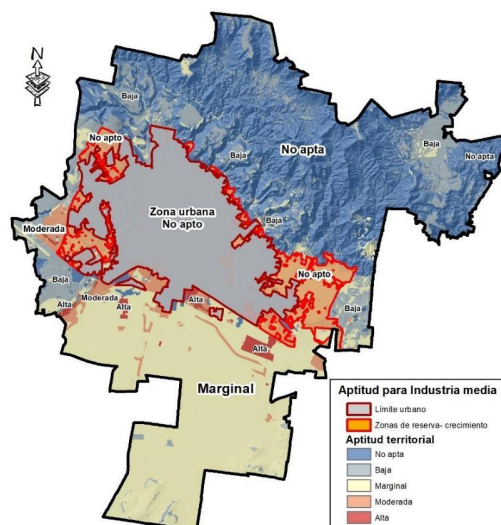 N
Baja
No apto
Baja
No apta
Baja
No apta
Zona urbana
No apto
Baja
Moderada
No apto
Baja
Moderada
Alta
Alta
Alta
Baja
Alta
Marginal
Aptitud para Industria media
Límite urbano
Zonas de reserva- crecimiento
Aptitud territorial
No apta
Baja
Marginal
Moderada
Alta